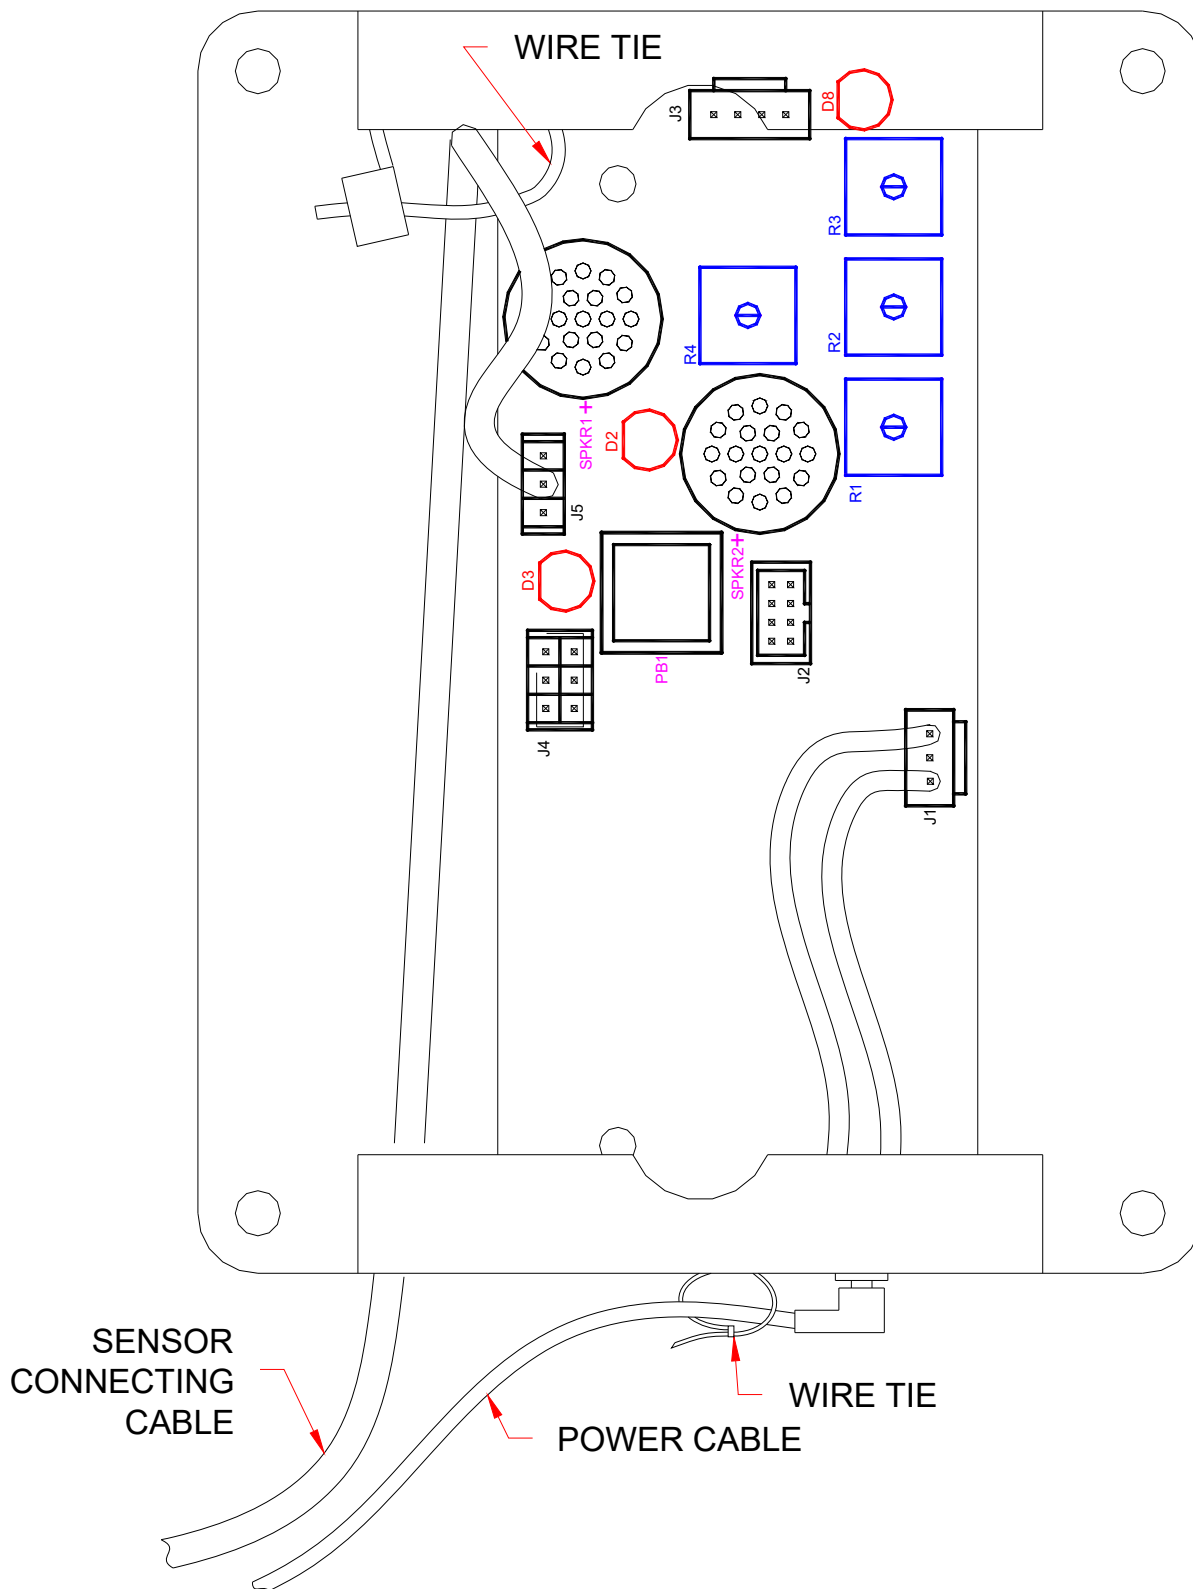 WIRE TIE
J3
D8
R3
R4
R2
SPKR1 +
D2
R1
J5
SPKR2+
D3
PB1
J2
J4
J1
SENSOR
CONNECTING
CABLE
WIRE TIE
POWER CABLE